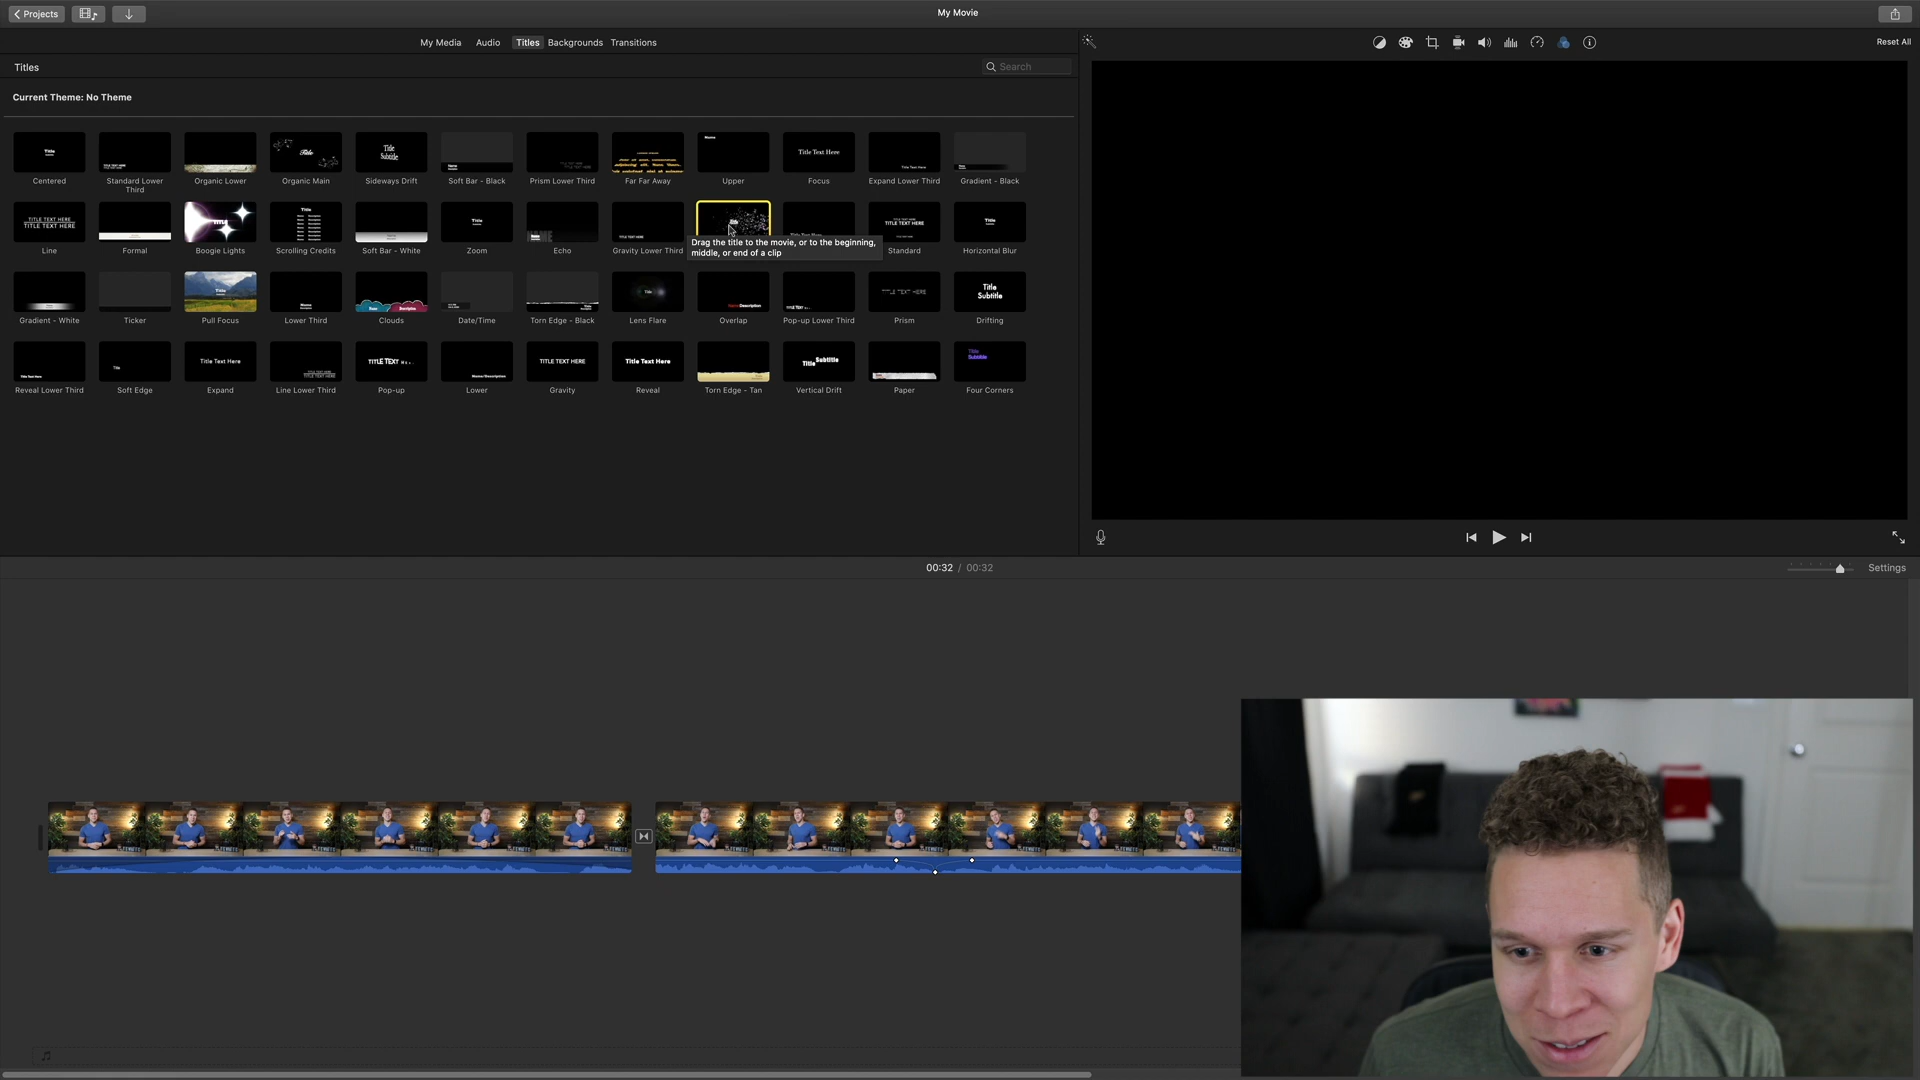 Projects
My Movie
My Media Audio Titles Backgrounds Transitions
Reset All
Titles
Search
Current Theme: No Theme
Centered
Standard Lower Third
Organic Lower
Organic Main
Sideways Drift
Soft Bar - Black
Prism Lower Third
Far Far Away
Upper
Focus
Expand Lower Third
Gradient - Black
Line
Formal
Boogie Lights
Scrolling Credits
Soft Bar - White
Zoom
Echo
Gravity Lower Third
Standard
Horizontal Blur
Drag the title to the movie, or to the beginning,
middle, or end of a clip
Gradient - White
Ticker
Pull Focus
Lower Third
Clouds
Date/Time
Torn Edge - Black
Lens Flare
Overlap
Pop-up Lower Third
Prism
Drifting
Title
Subtitle
Reveal Lower Third
Soft Edge
Expand
Line Lower Third
Pop-up
Lower
Gravity
Reveal
Torn Edge - Tan
Vertical Drift
Paper
Four Corners
00:32 / 00:32
Settings